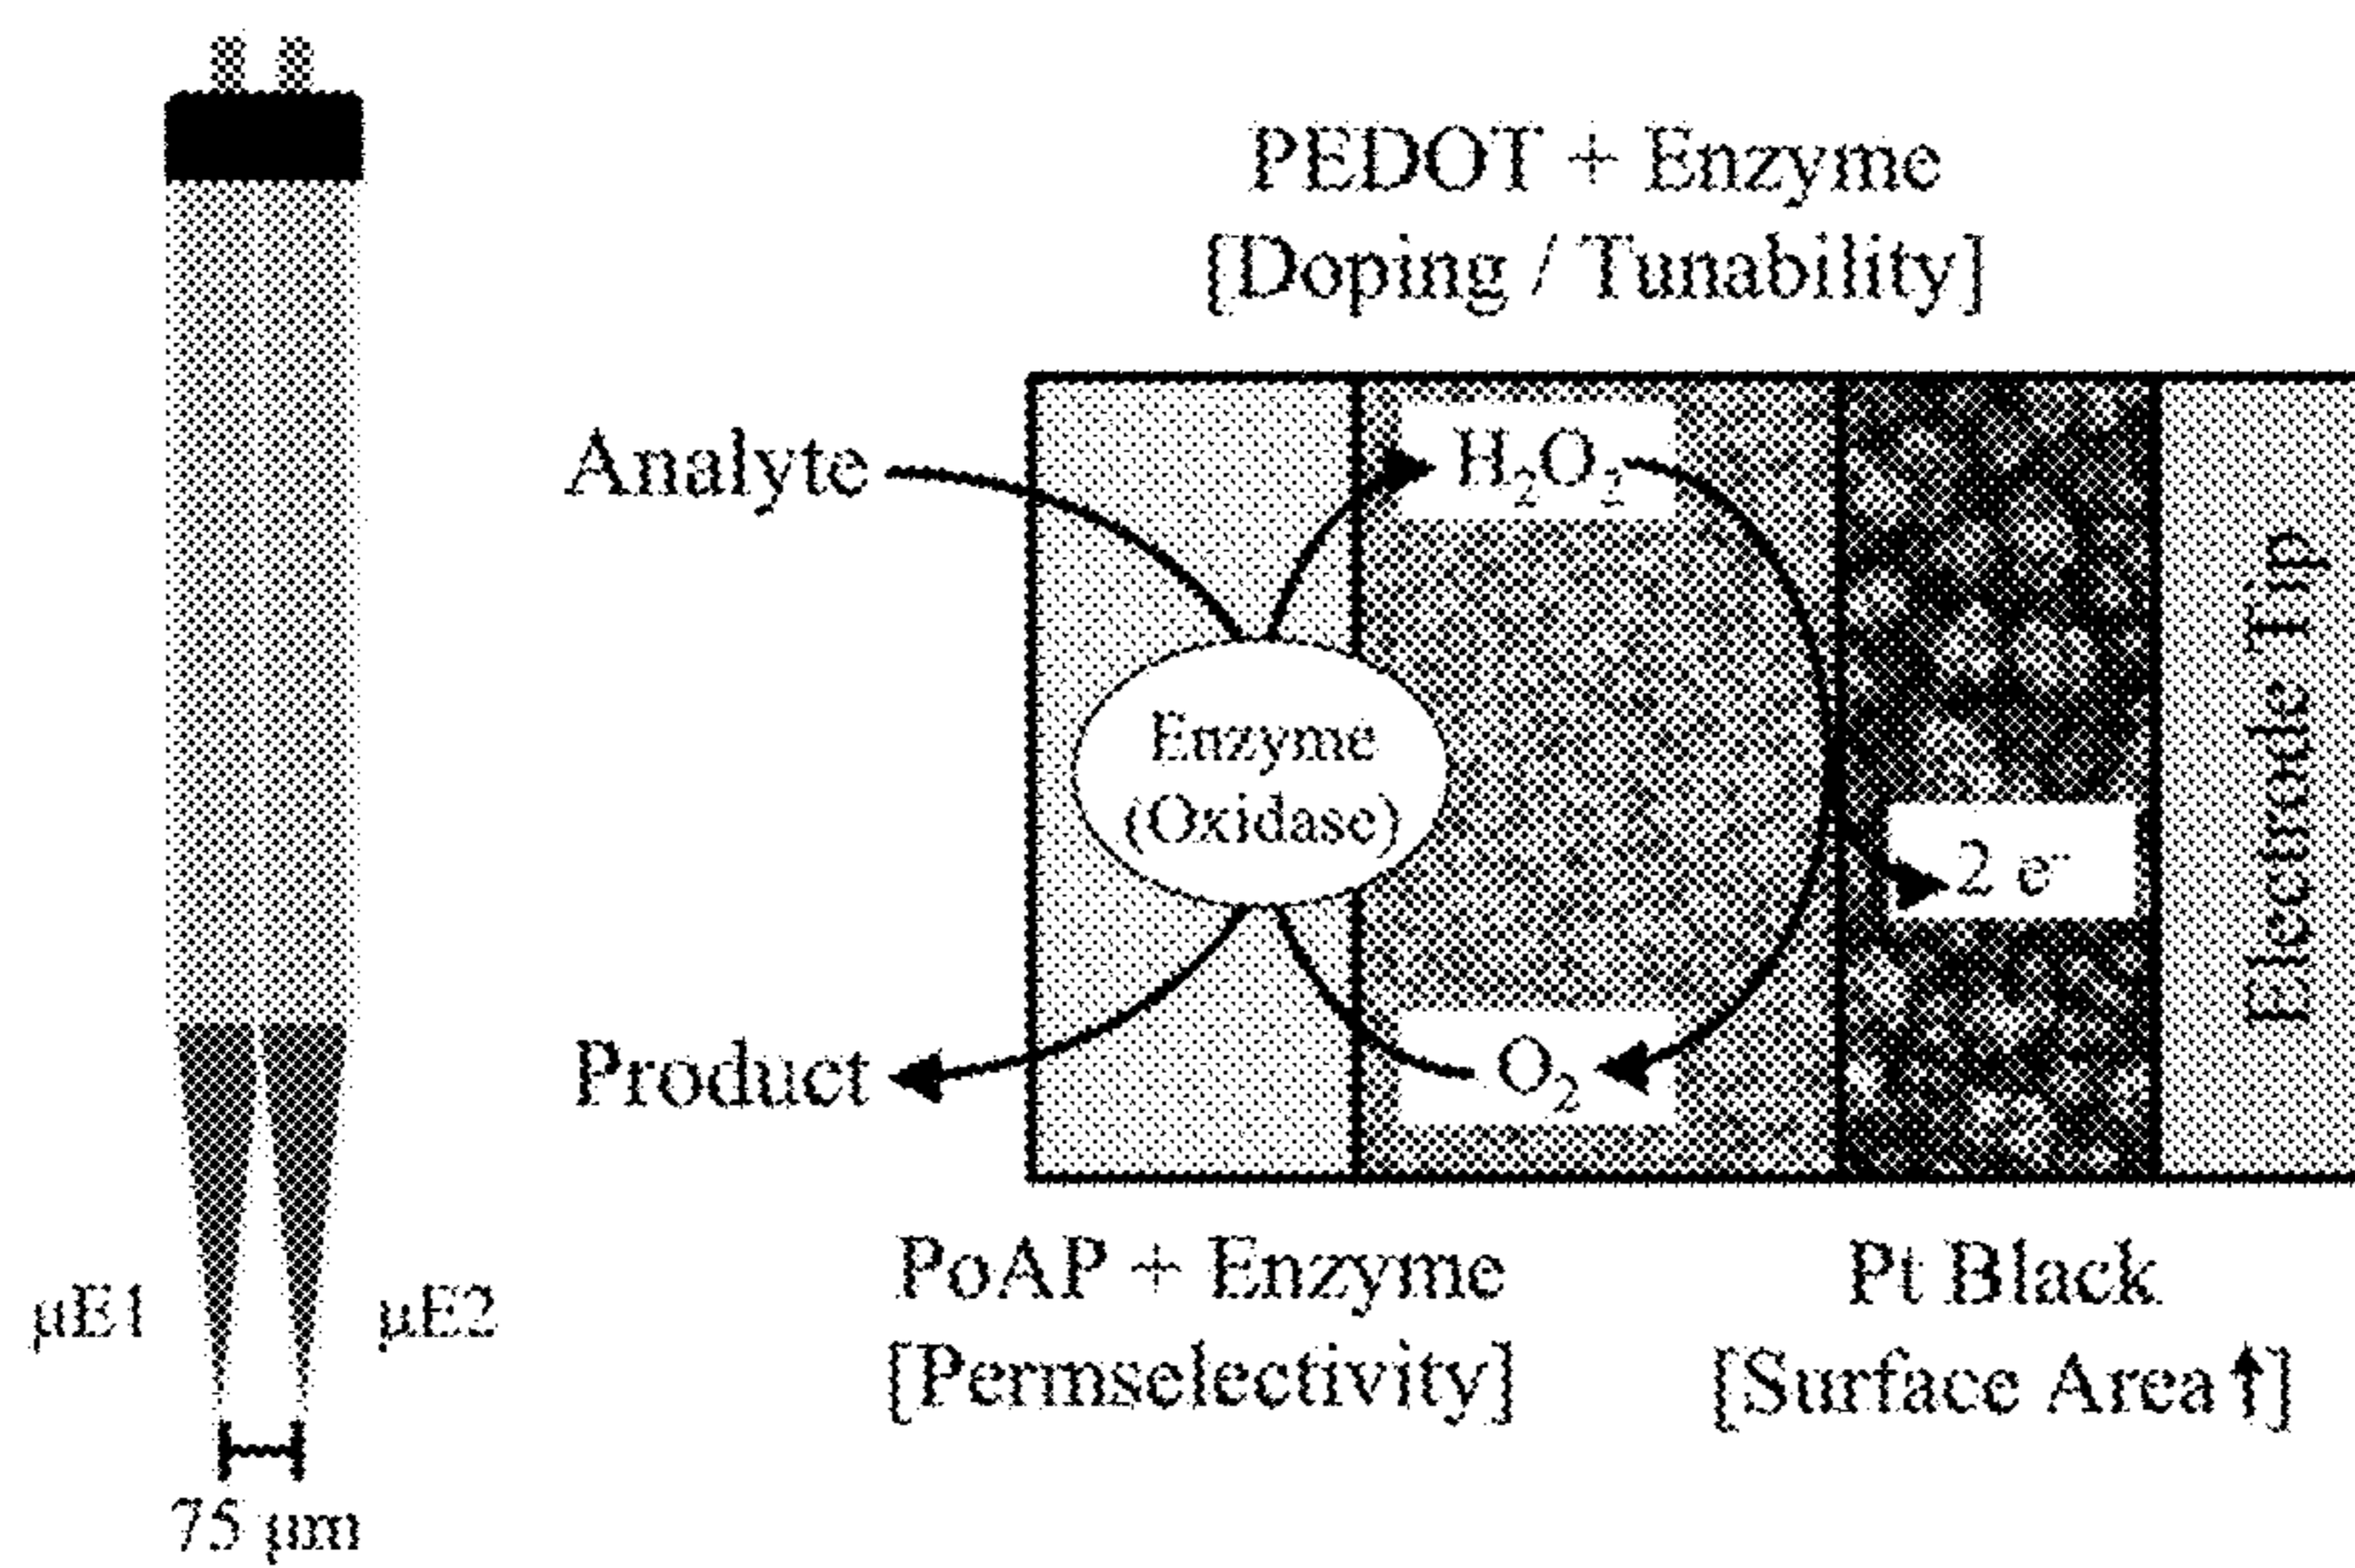 PEDOT + Enzyme
[Doping / Tunability]
Analyte
H₂O₂
Enzyme
(Oxidase)
2 e⁻
Electrode Tip
Product
O₂
PoAP + Enzyme
[Permselectivity]
Pt Black
[Surface Area ↑]
µE1
µE2
75 µm